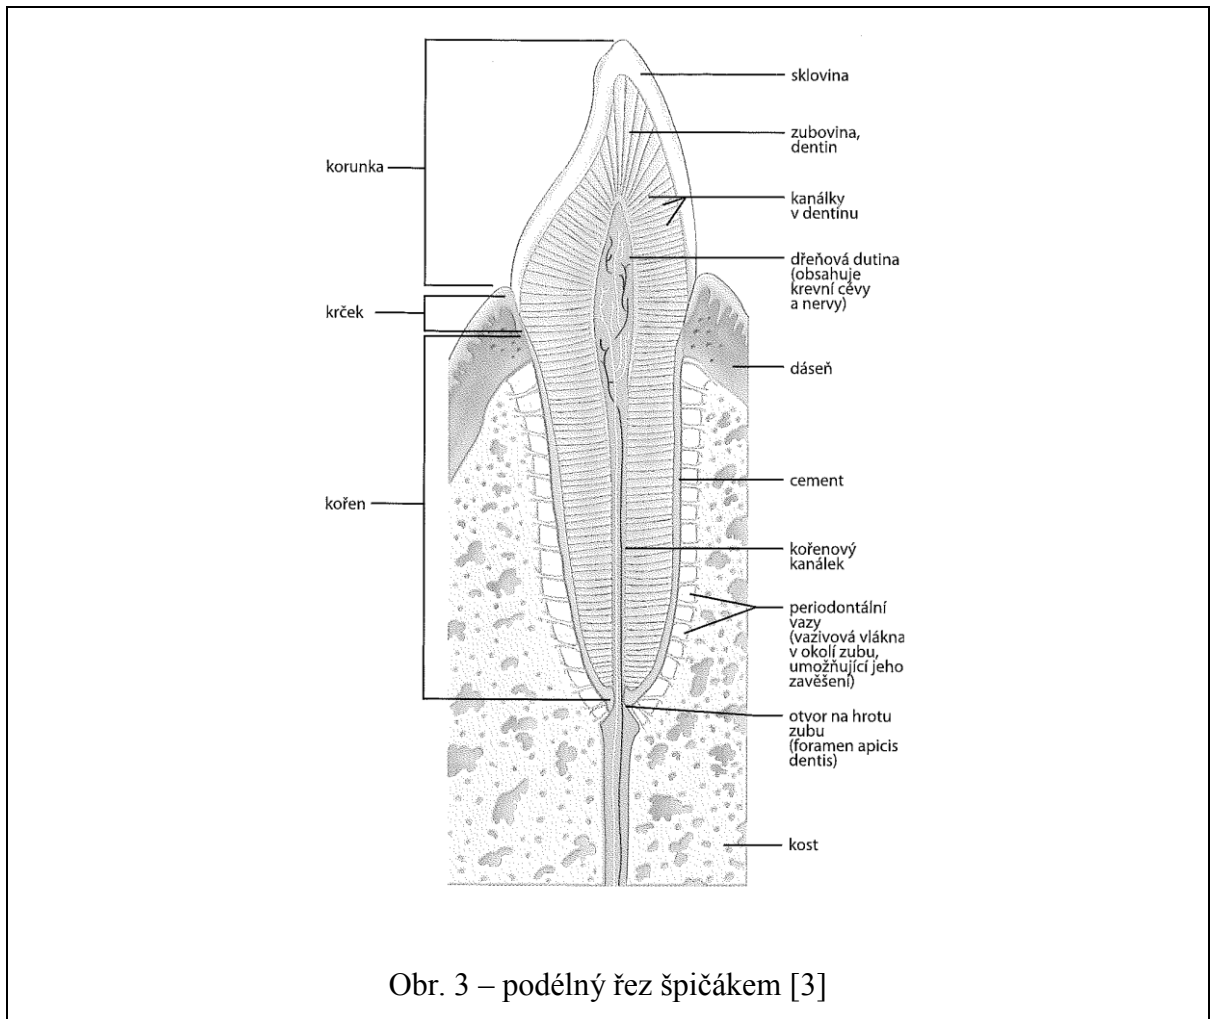 korunka
krček
kořen
sklovina
zubovina,
dentin
kanálky
v dentinu
dřeňová dutina
(obsahuje
krevní cévy
a nervy)
dáseň
cement
kořenový
kanálek
periodontální
vazy
(vazivová vlákna
v okolí zubu,
umožňující jeho
zavěšení)
otvor na hrotu
zubu
(foramen apicis
dentis)
kost
Obr. 3 – podélný řez špičákem [3]